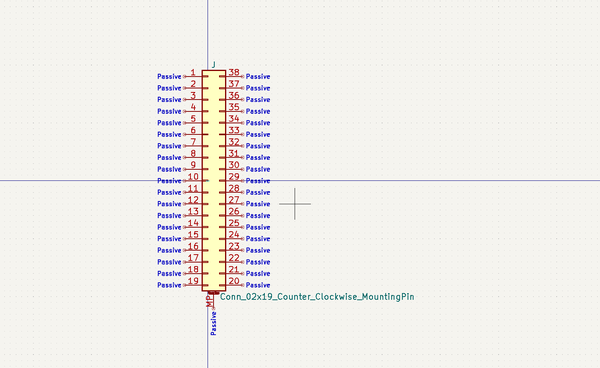 J
Passive 1 38 Passive
Passive 2 37 Passive
Passive 3 36 Passive
Passive 4 35 Passive
Passive 5 34 Passive
Passive 6 33 Passive
Passive 7 32 Passive
Passive 8 31 Passive
Passive 9 30 Passive
Passive 10 29 Passive
Passive 11 28 Passive
Passive 12 27 Passive
Passive 13 26 Passive
Passive 14 25 Passive
Passive 15 24 Passive
Passive 16 23 Passive
Passive 17 22 Passive
Passive 18 21 Passive
Passive 19 20 Passive
MP
Conn_02x19_Counter_Clockwise_MountingPin
Passive